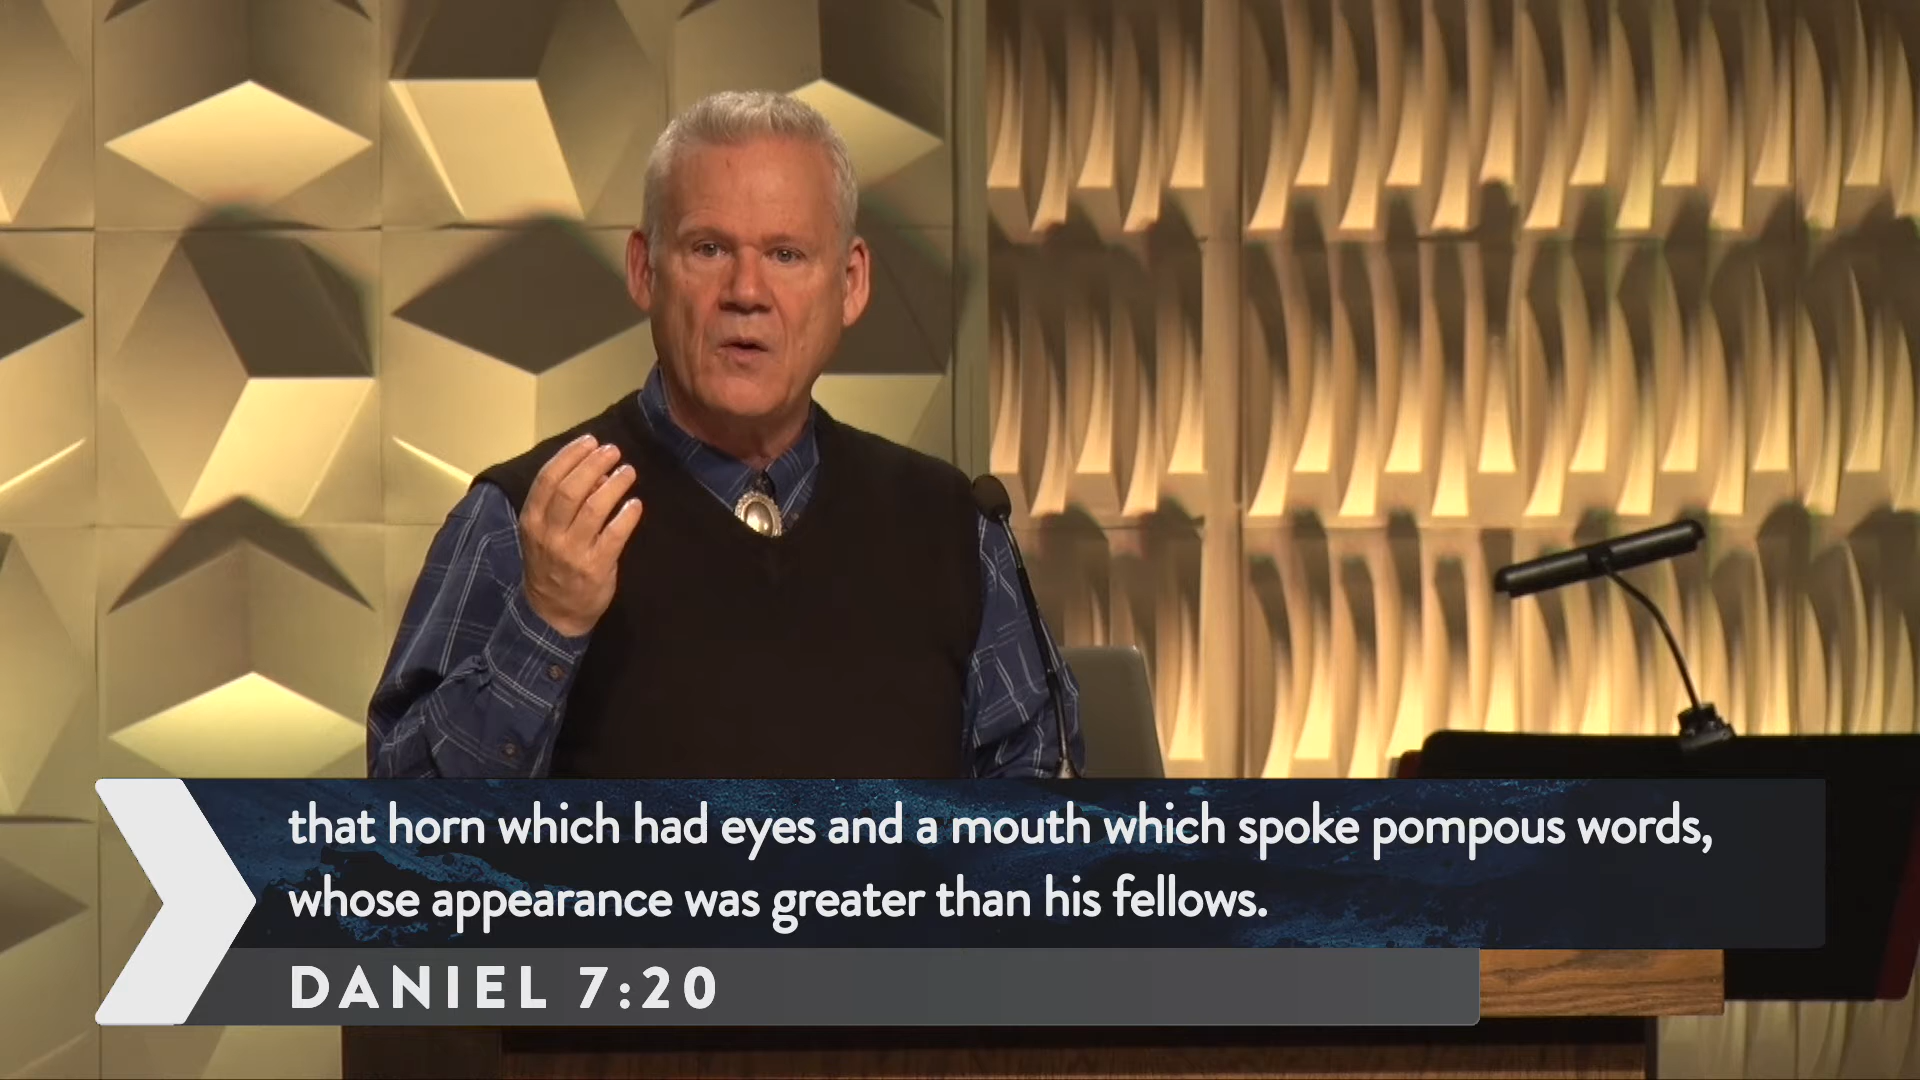 that horn which had eyes and a mouth which spoke pompous words,
whose appearance was greater than his fellows.
DANIEL 7:20